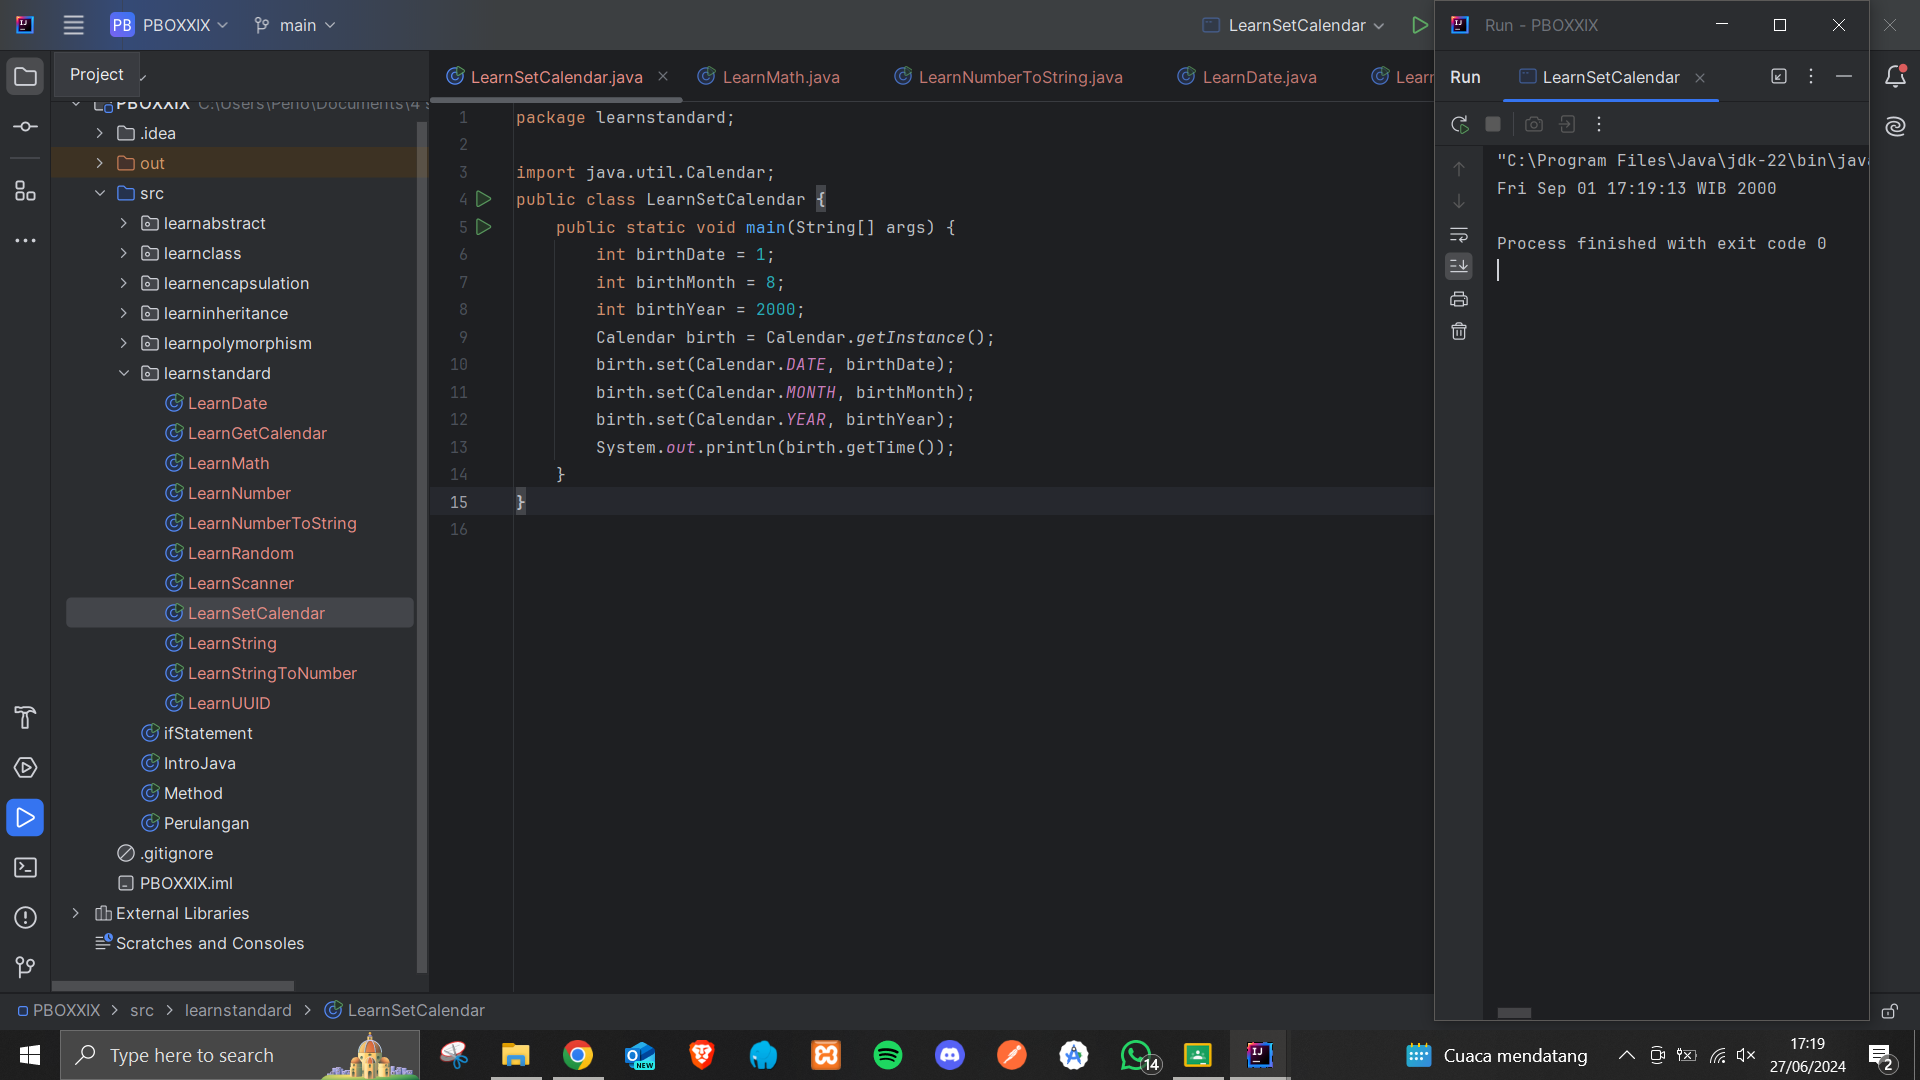 PB PBOXXIX main LearnSetCalendar
Run - PBOXXIX
Project
LearnSetCalendar.java LearnMath.java LearnNumberToString.java LearnDate.java Learn
Run LearnSetCalendar
PBOXXIX C:\Users\Peno\Documents\4 s
.idea
out
src
learnabstract
learnclass
learnencapsulation
learninheritance
learnpolymorphism
learnstandard
LearnDate
LearnGetCalendar
LearnMath
LearnNumber
LearnNumberToString
LearnRandom
LearnScanner
LearnSetCalendar
LearnString
LearnStringToNumber
LearnUUID
ifStatement
IntroJava
Method
Perulangan
.gitignore
PBOXXIX.iml
External Libraries
Scratches and Consoles
1 package learnstandard;
2
3 import java.util.Calendar;
4 public class LearnSetCalendar {
5 public static void main(String[] args) {
6 int birthDate = 1;
7 int birthMonth = 8;
8 int birthYear = 2000;
9 Calendar birth = Calendar.getInstance();
10 birth.set(Calendar.DATE, birthDate);
11 birth.set(Calendar.MONTH, birthMonth);
12 birth.set(Calendar.YEAR, birthYear);
13 System.out.println(birth.getTime());
14 }
15 }
16
"C:\Program Files\Java\jdk-22\bin\jav
Fri Sep 01 17:19:13 WIB 2000
Process finished with exit code 0
PBOXXIX > src > learnstandard > LearnSetCalendar
Type here to search
NEW
14
Cuaca mendatang
17:19
27/06/2024
2